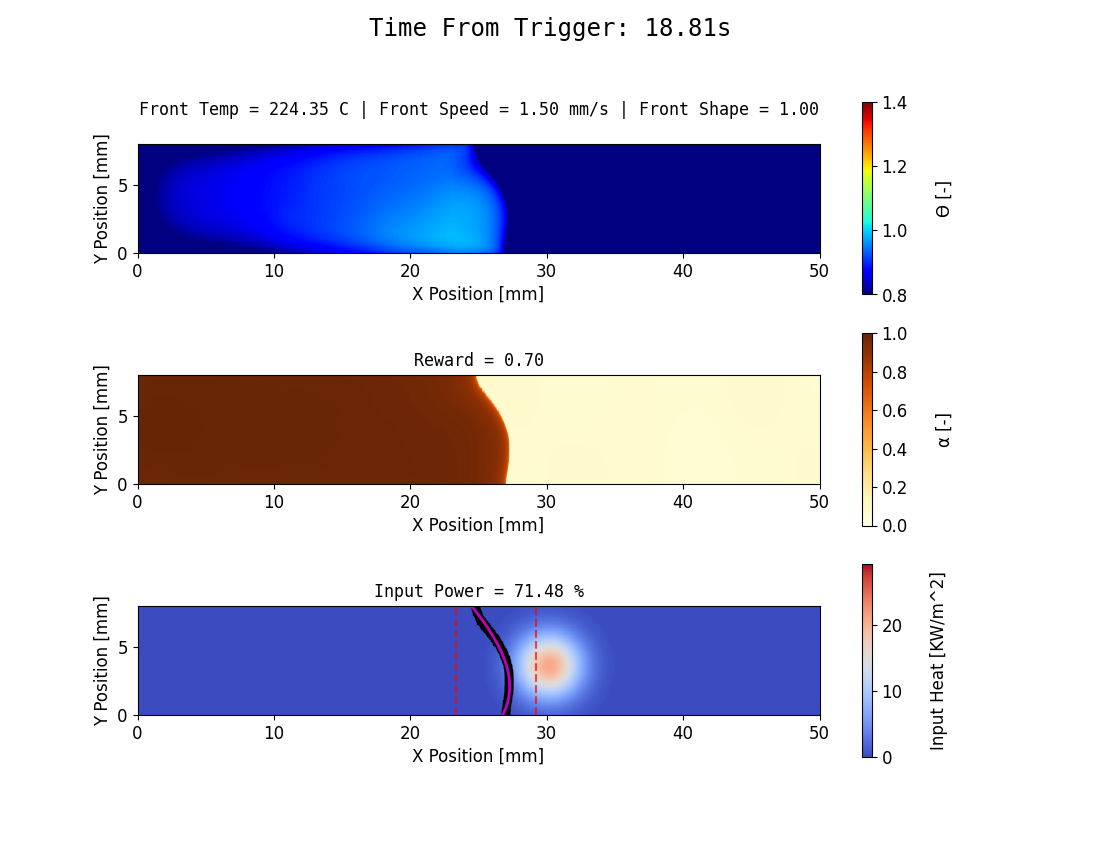 Time From Trigger: 18.81s
Front Temp = 224.35 C | Front Speed = 1.50 mm/s | Front Shape = 1.00
Y Position [mm]
5
0
0 10 20 30 40 50
X Position [mm]
1.4
1.2
1.0
0.8
Θ [-]
Reward = 0.70
Y Position [mm]
5
0
0 10 20 30 40 50
X Position [mm]
1.0
0.8
0.6
0.4
0.2
0.0
α [-]
Input Power = 71.48 %
Y Position [mm]
5
0
0 10 20 30 40 50
X Position [mm]
20
10
0
Input Heat [KW/m^2]